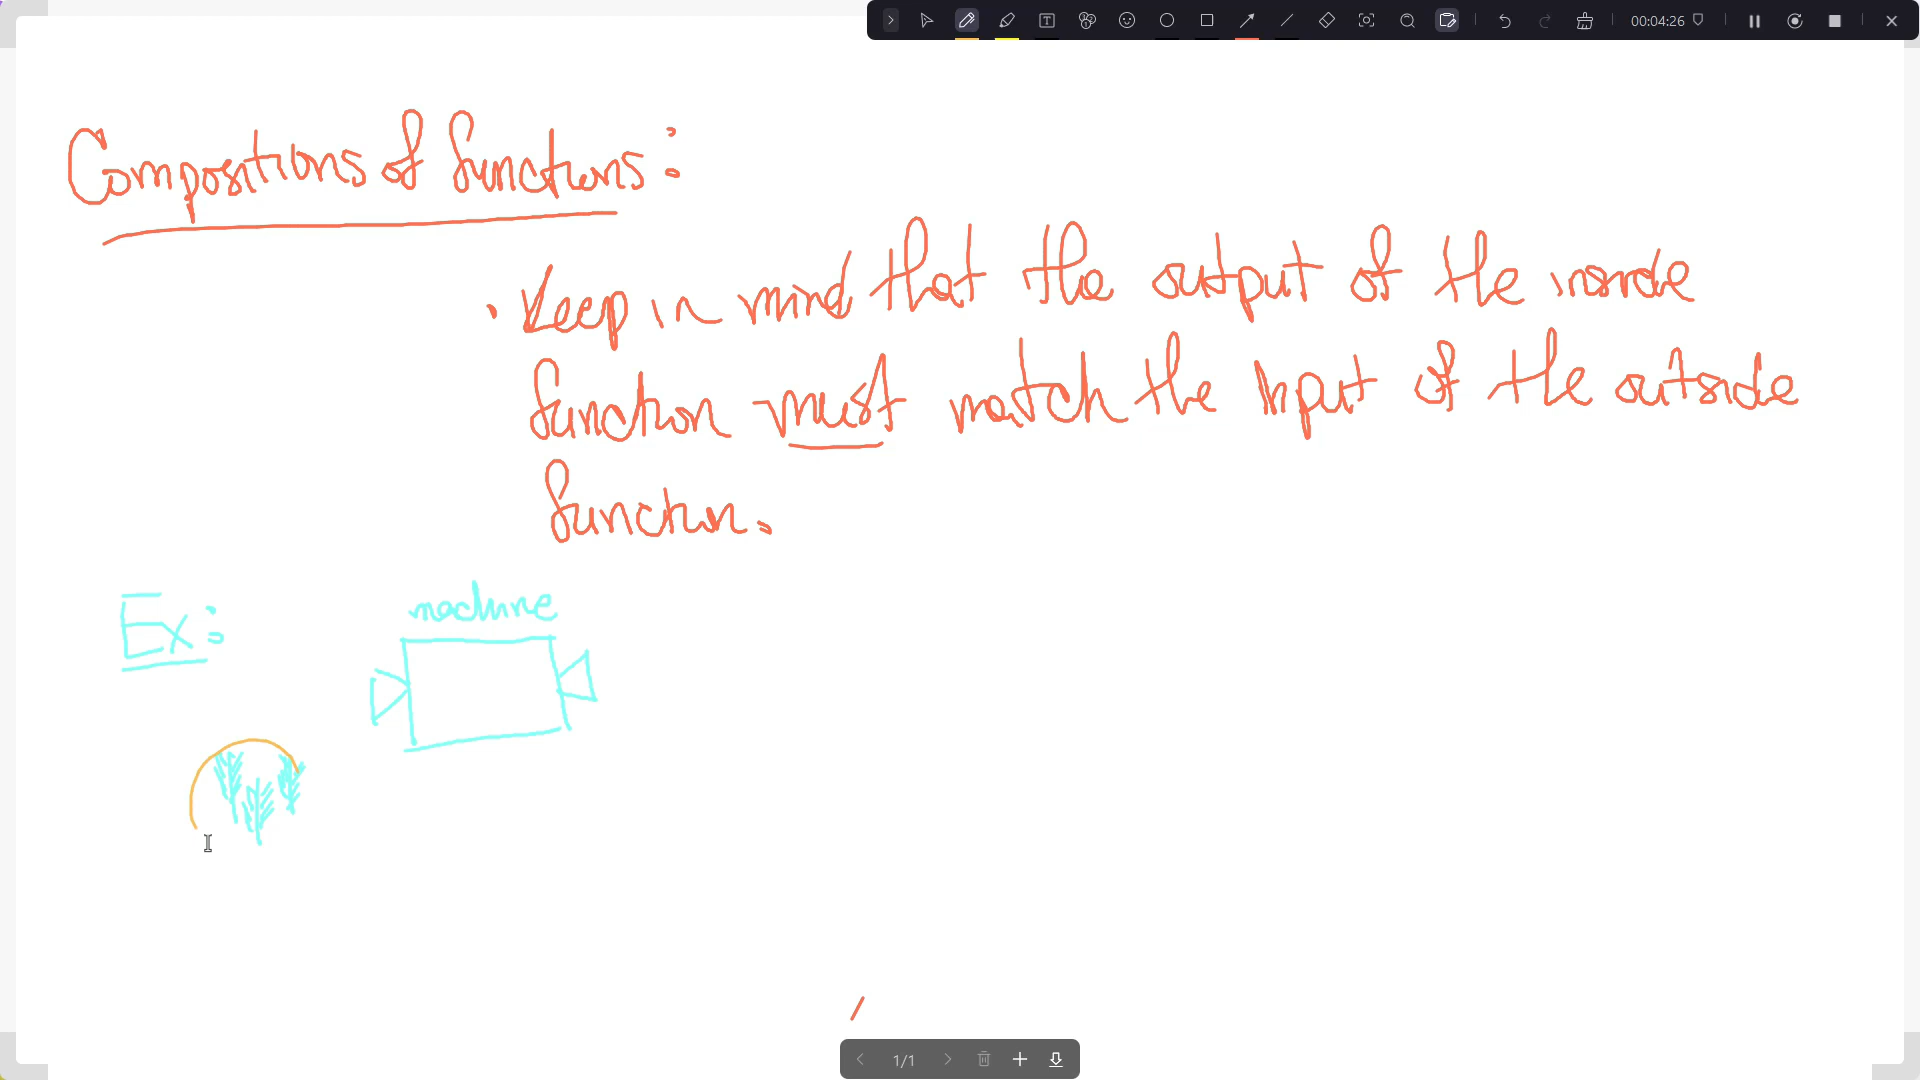 00:04:26
Compositions of functions:
· Keep in mind that the output of the inside
function must match the input of the outside
function.
Ex:
machine
1/1